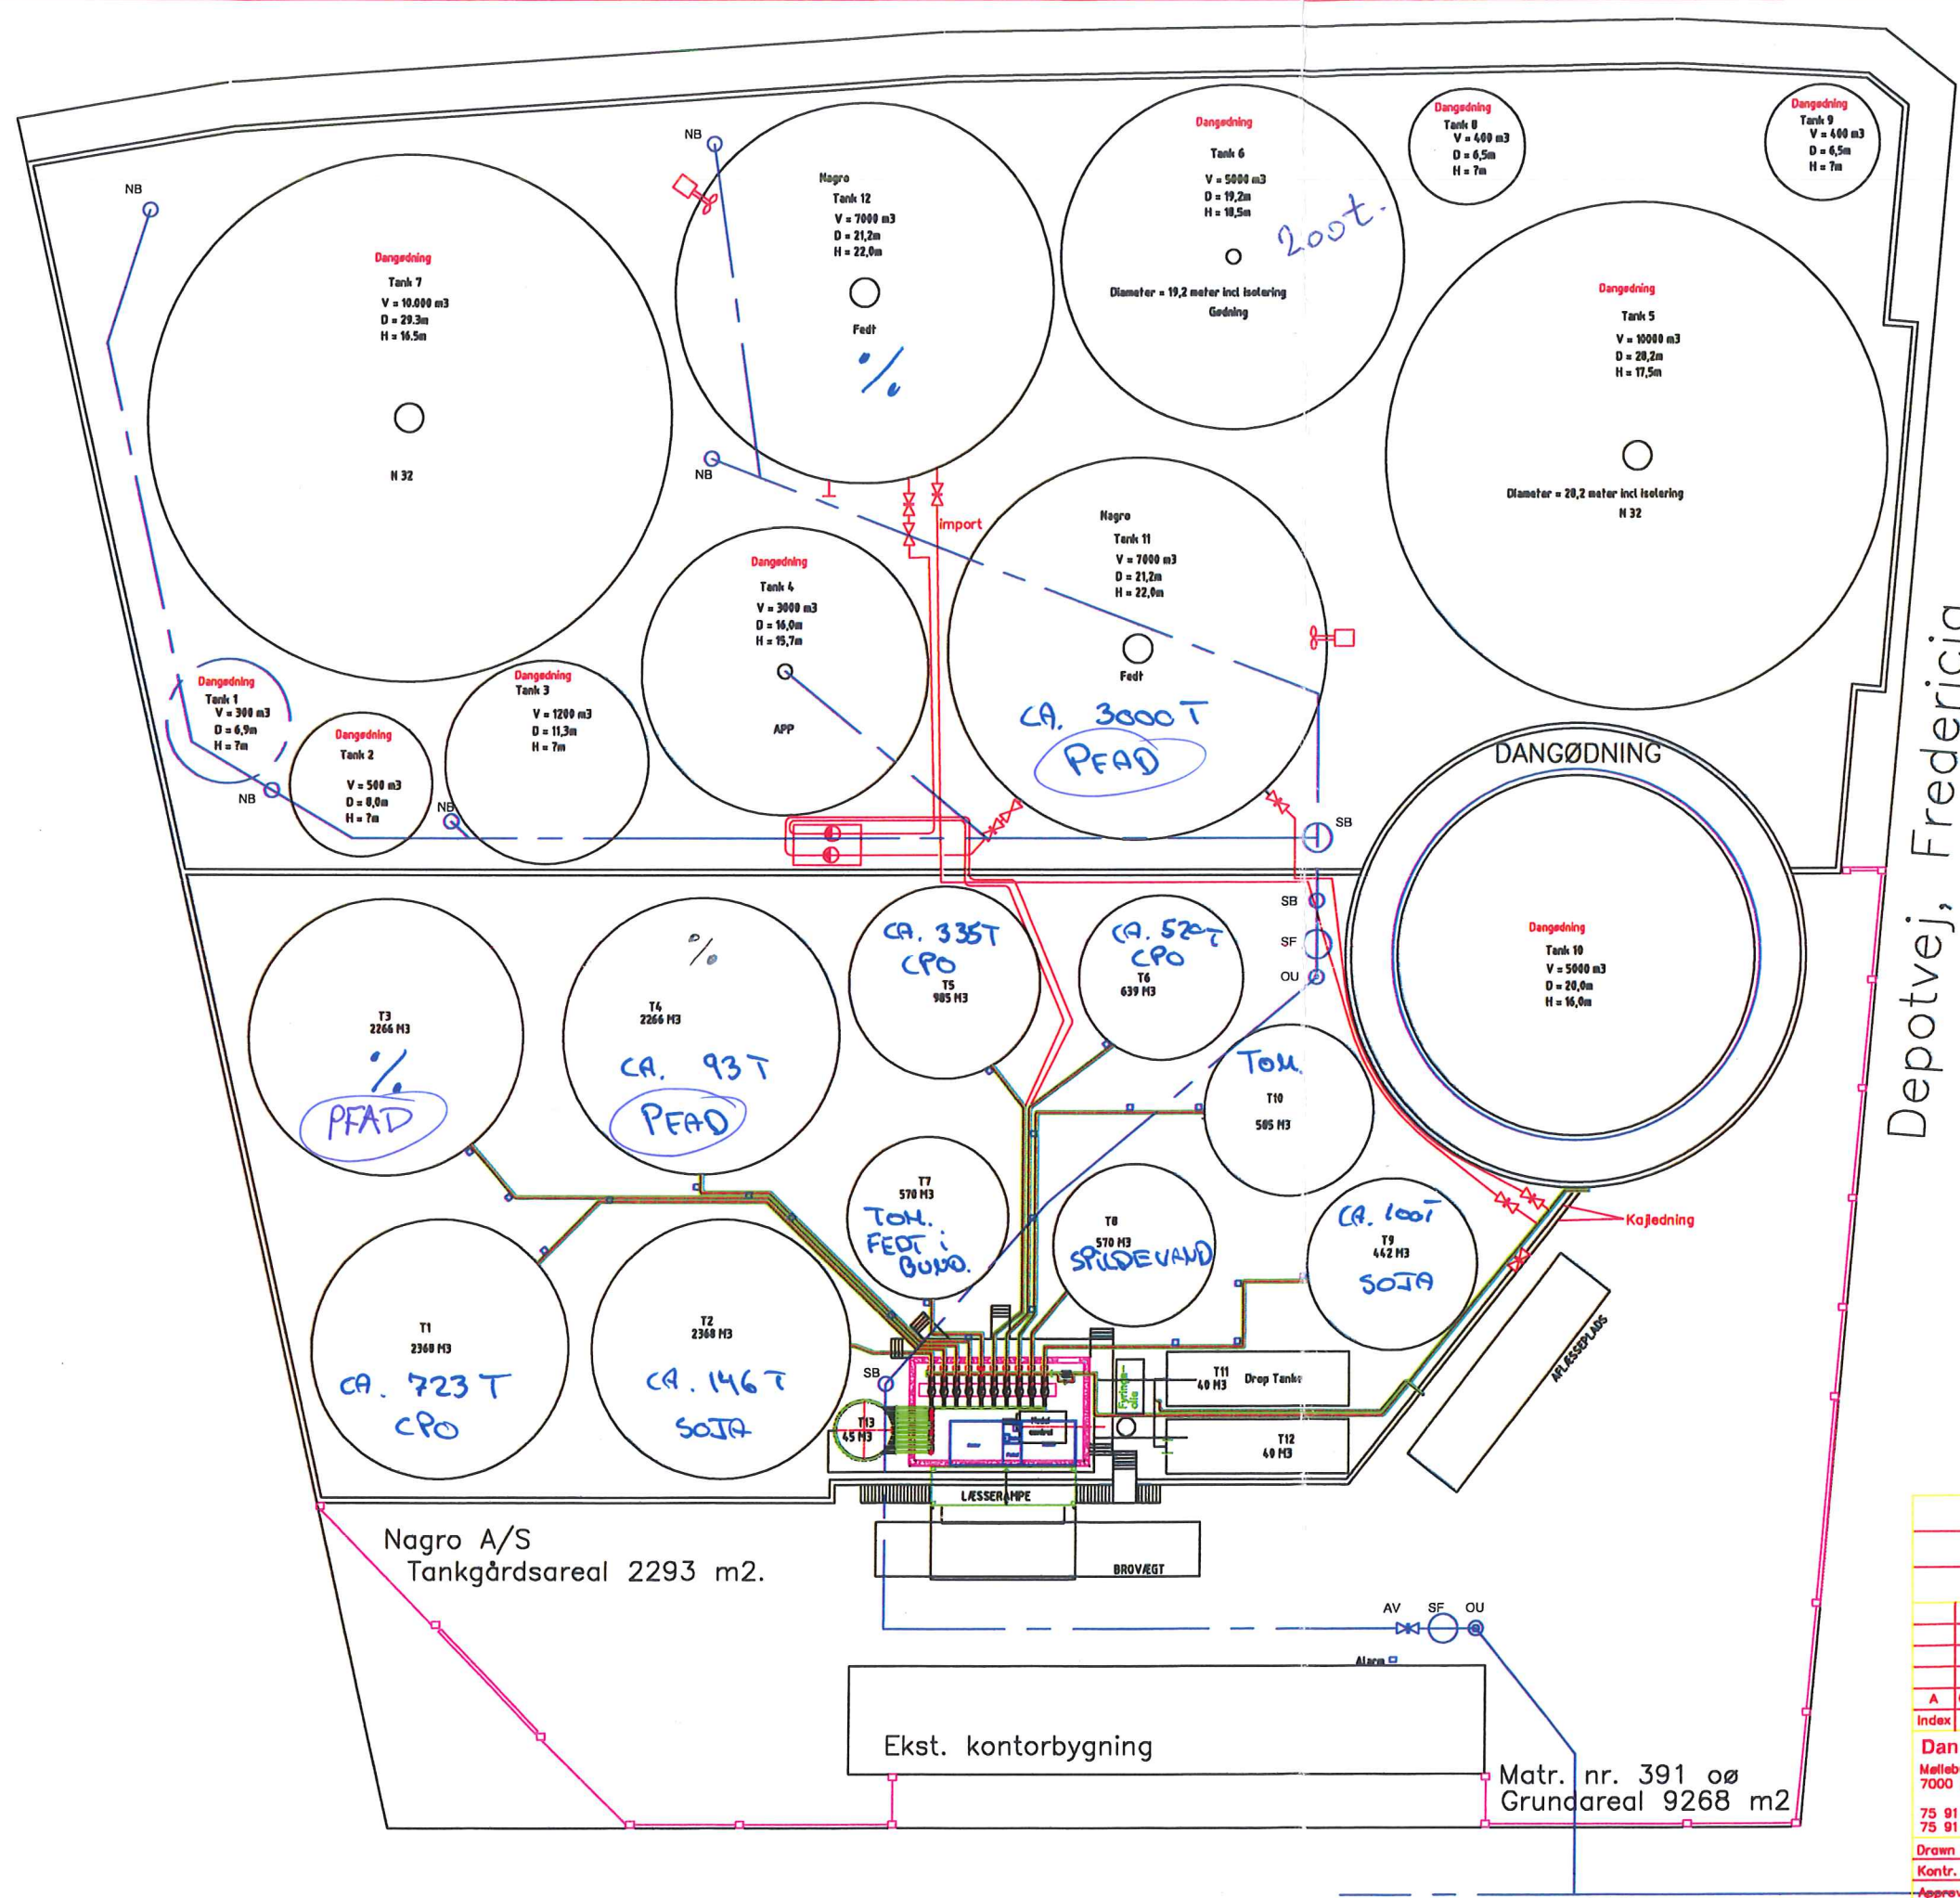 NB
Dangødning
Tank 7
V = 10.000 m3
D = 29.3m
H = 16.5m
N 32
NB
Nagro
Tank 12
V = 7000 m3
D = 21,2m
H = 22,0m
Fedt
%
NB
Dangødning
Tank 6
V = 5000 m3
D = 19,2m
H = 18,5m
200t.
Diameter = 19,2 meter incl isolering
Gødning
Dangødning
Tank 8
V = 400 m3
D = 6,5m
H = ?m
Dangødning
Tank 9
V = 400 m3
D = 6,5m
H = ?m
Dangødning
Tank 5
V = 10000 m3
D = 28,2m
H = 17,5m
Diameter = 28,2 meter incl isolering
N 32
import
Nagro
Tank 11
V = 7000 m3
D = 21,2m
H = 22,0m
Fedt
CA. 3000 T
PFAD
Dangødning
Tank 4
V = 3000 m3
D = 16,0m
H = 15,7m
APP
Dangødning
Tank 1
V = 300 m3
D = 6,9m
H = ?m
NB
Dangødning
Tank 2
V = 500 m3
D = 8,0m
H = ?m
NB
Dangødning
Tank 3
V = 1200 m3
D = 11,3m
H = ?m
SB
SB
SF
OU
DANGØDNING
Dangødning
Tank 10
V = 5000 m3
D = 20,0m
H = 16,0m
Depotvej, Fredericia
T3
2266 M3
%
PFAD
%
T4
2266 M3
CA. 93 T
PFAD
CA. 335T
CPO
T5
985 M3
CA. 520T
CPO
T6
639 M3
TOM.
T10
505 M3
T7
570 M3
TOM.
FEDT i
BUND.
T8
570 M3
SPILDEVAND
CA. 100T
T9
442 M3
SOJA
Kajledning
AFLÆSSEPLADS
T1
2368 M3
CA. 723 T
CPO
T2
2368 M3
CA. 146 T
SOJA
SB
T13
45 M3
Fyrings-
olie
T11
40 M3
Drop Tanke
T12
40 M3
LÆSSERAMPE
BROVÆGT
Nagro A/S
Tankgårdsareal 2293 m2.
AV
SF
OU
Alarm
Ekst. kontorbygning
Matr. nr. 391 oø
Grundareal 9268 m2
A
Index
Dan
Mølleb
7000
75 91
75 91
Drawn
Kontr.